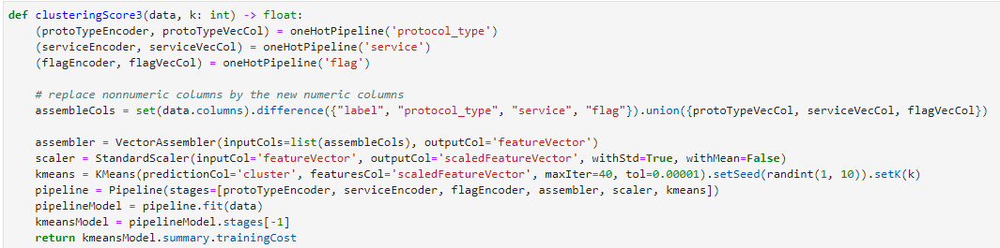 def clusteringScore3(data, k: int) -> float:
    (protoTypeEncoder, protoTypeVecCol) = oneHotPipeline('protocol_type')
    (serviceEncoder, serviceVecCol) = oneHotPipeline('service')
    (flagEncoder, flagVecCol) = oneHotPipeline('flag')

    # replace nonnumeric columns by the new numeric columns
    assembleCols = set(data.columns).difference({"label", "protocol_type", "service", "flag"}).union({protoTypeVecCol, serviceVecCol, flagVecCol})

    assembler = VectorAssembler(inputCols=list(assembleCols), outputCol='featureVector')
    scaler = StandardScaler(inputCol='featureVector', outputCol='scaledFeatureVector', withStd=True, withMean=False)
    kmeans = KMeans(predictionCol='cluster', featuresCol='scaledFeatureVector', maxIter=40, tol=0.00001).setSeed(randint(1, 10)).setK(k)
    pipeline = Pipeline(stages=[protoTypeEncoder, serviceEncoder, flagEncoder, assembler, scaler, kmeans])
    pipelineModel = pipeline.fit(data)
    kmeansModel = pipelineModel.stages[-1]
    return kmeansModel.summary.trainingCost